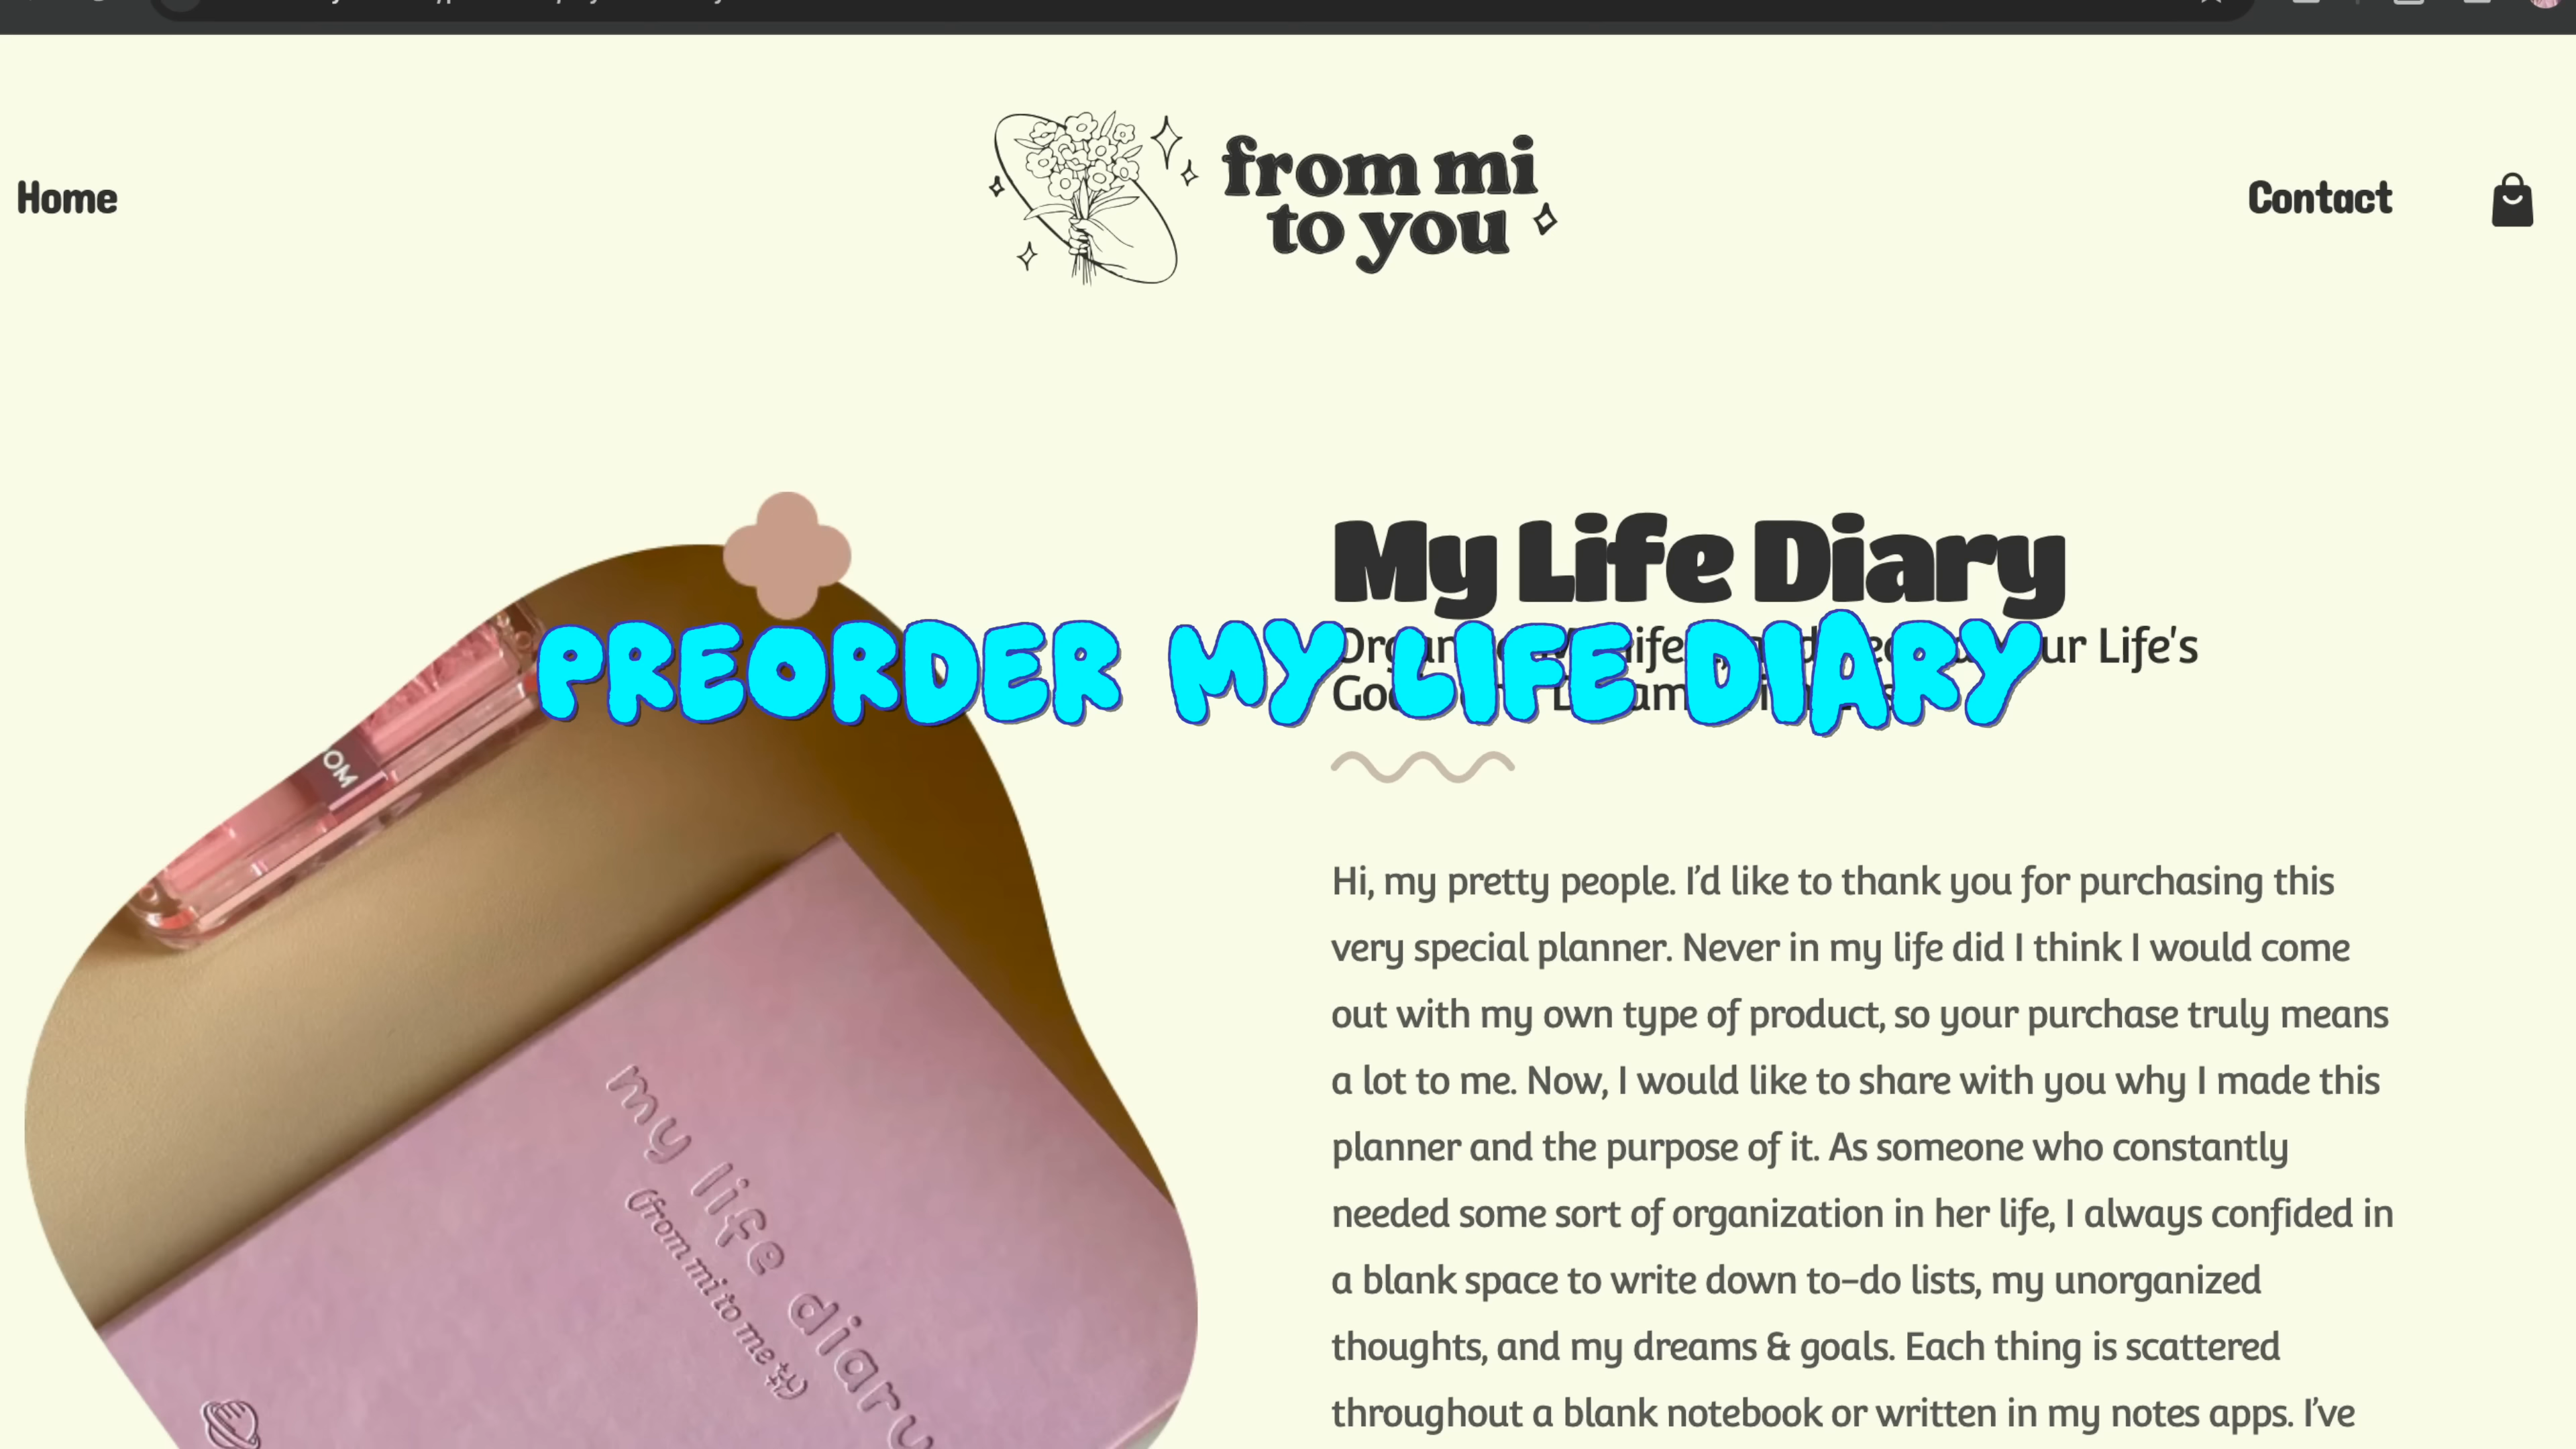 Home
from mi
to you
Contact
My Life Diary
PREORDER MY LIFE DIARY
ur Life's
Hi, my pretty people. I'd like to thank you for purchasing this
very special planner. Never in my life did I think I would come
out with my own type of product, so your purchase truly means
a lot to me. Now, I would like to share with you why I made this
planner and the purpose of it. As someone who constantly
needed some sort of organization in her life, I always confided in
a blank space to write down to-do lists, my unorganized
thoughts, and my dreams & goals. Each thing is scattered
throughout a blank notebook or written in my notes apps. I've
OM
my life diary
(from mi to me